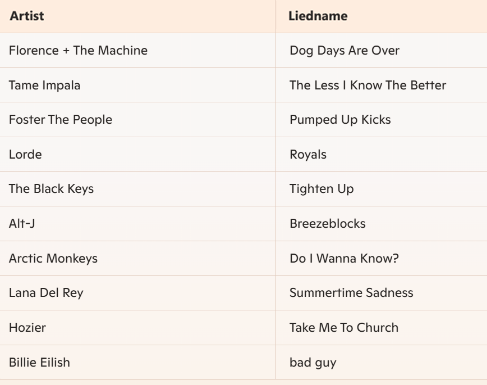 Artist Liedname
Florence + The Machine Dog Days Are Over
Tame Impala The Less I Know The Better
Foster The People Pumped Up Kicks
Lorde Royals
The Black Keys Tighten Up
Alt-J Breezeblocks
Arctic Monkeys Do I Wanna Know?
Lana Del Rey Summertime Sadness
Hozier Take Me To Church
Billie Eilish bad guy